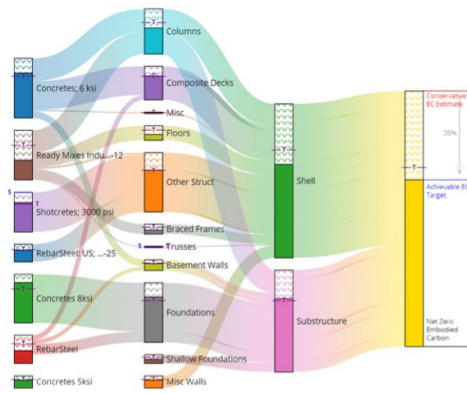 Columns
Concretes; 6 ksi
Composite Decks
Misc
Floors
Ready Mixes Indu...-12
Other Struct
Shell
Shotcretes; 3000 psi
Braced Frames
Trusses
RebarSteel: US; ...-25
Basement Walls
Concretes 8ksi
Foundations
Substructure
RebarSteel
Shallow Foundations
Concretes 5ksi
Misc Walls
Conservative
EC Estimate
35%
Achievable EC
Target
Net Zero
Embodied
Carbon